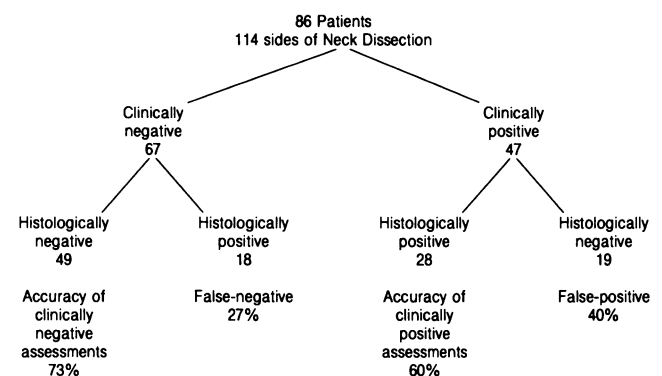 86 Patients
114 sides of Neck Dissection
Clinically
negative
67
Clinically
positive
47
Histologically
negative
49
Histologically
positive
18
Histologically
positive
28
Histologically
negative
19
Accuracy of
clinically
negative
assessments
73%
False-negative
27%
Accuracy of
clinically
positive
assessments
60%
False-positive
40%